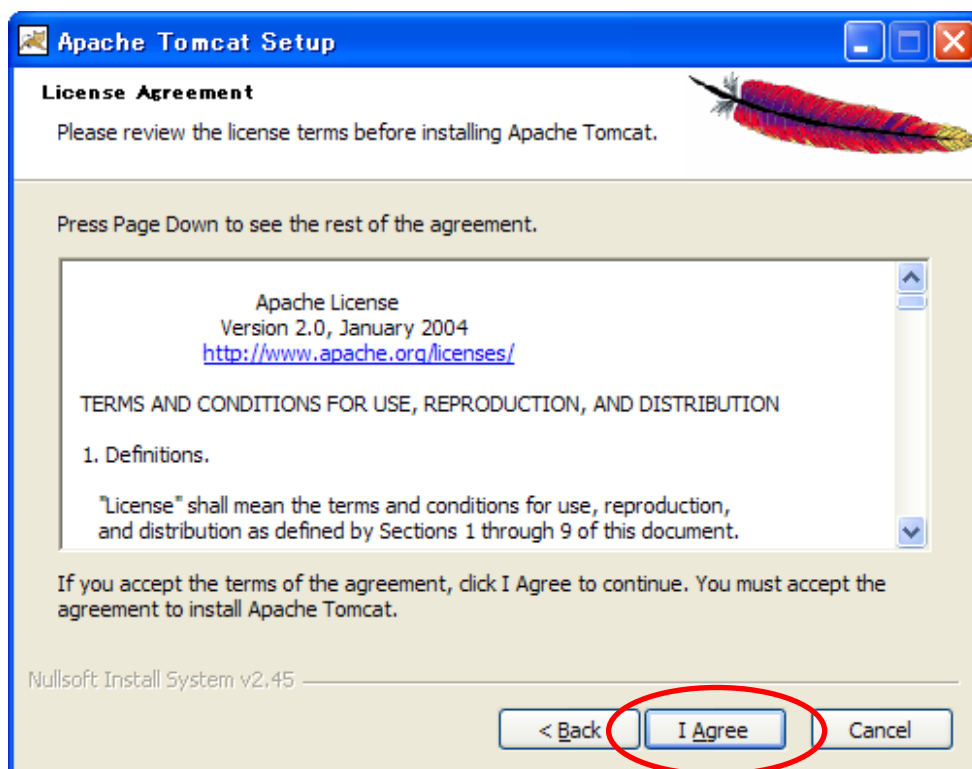 Apache Tomcat Setup
License Agreement
Please review the license terms before installing Apache Tomcat.
Press Page Down to see the rest of the agreement.
Apache License
Version 2.0, January 2004
http://www.apache.org/licenses/
TERMS AND CONDITIONS FOR USE, REPRODUCTION, AND DISTRIBUTION
1. Definitions.
"License" shall mean the terms and conditions for use, reproduction,
and distribution as defined by Sections 1 through 9 of this document.
If you accept the terms of the agreement, click I Agree to continue. You must accept the
agreement to install Apache Tomcat.
Nullsoft Install System v2.45
< Back I Agree Cancel